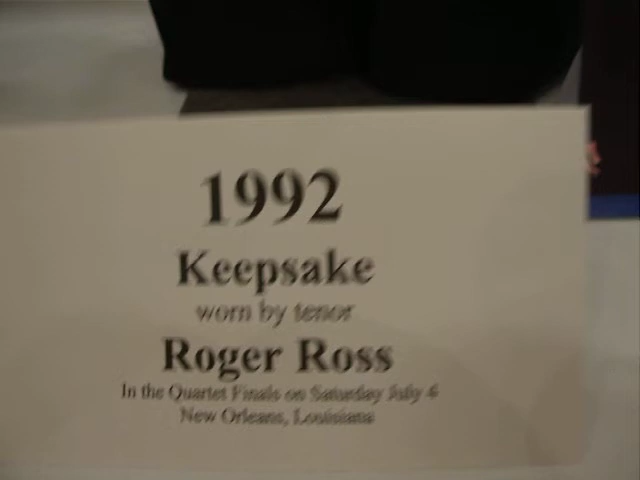 1992
Keepsake
worn by tenor
Roger Ross
In the Quartet Finals on Saturday July 4
New Orleans, Louisiana